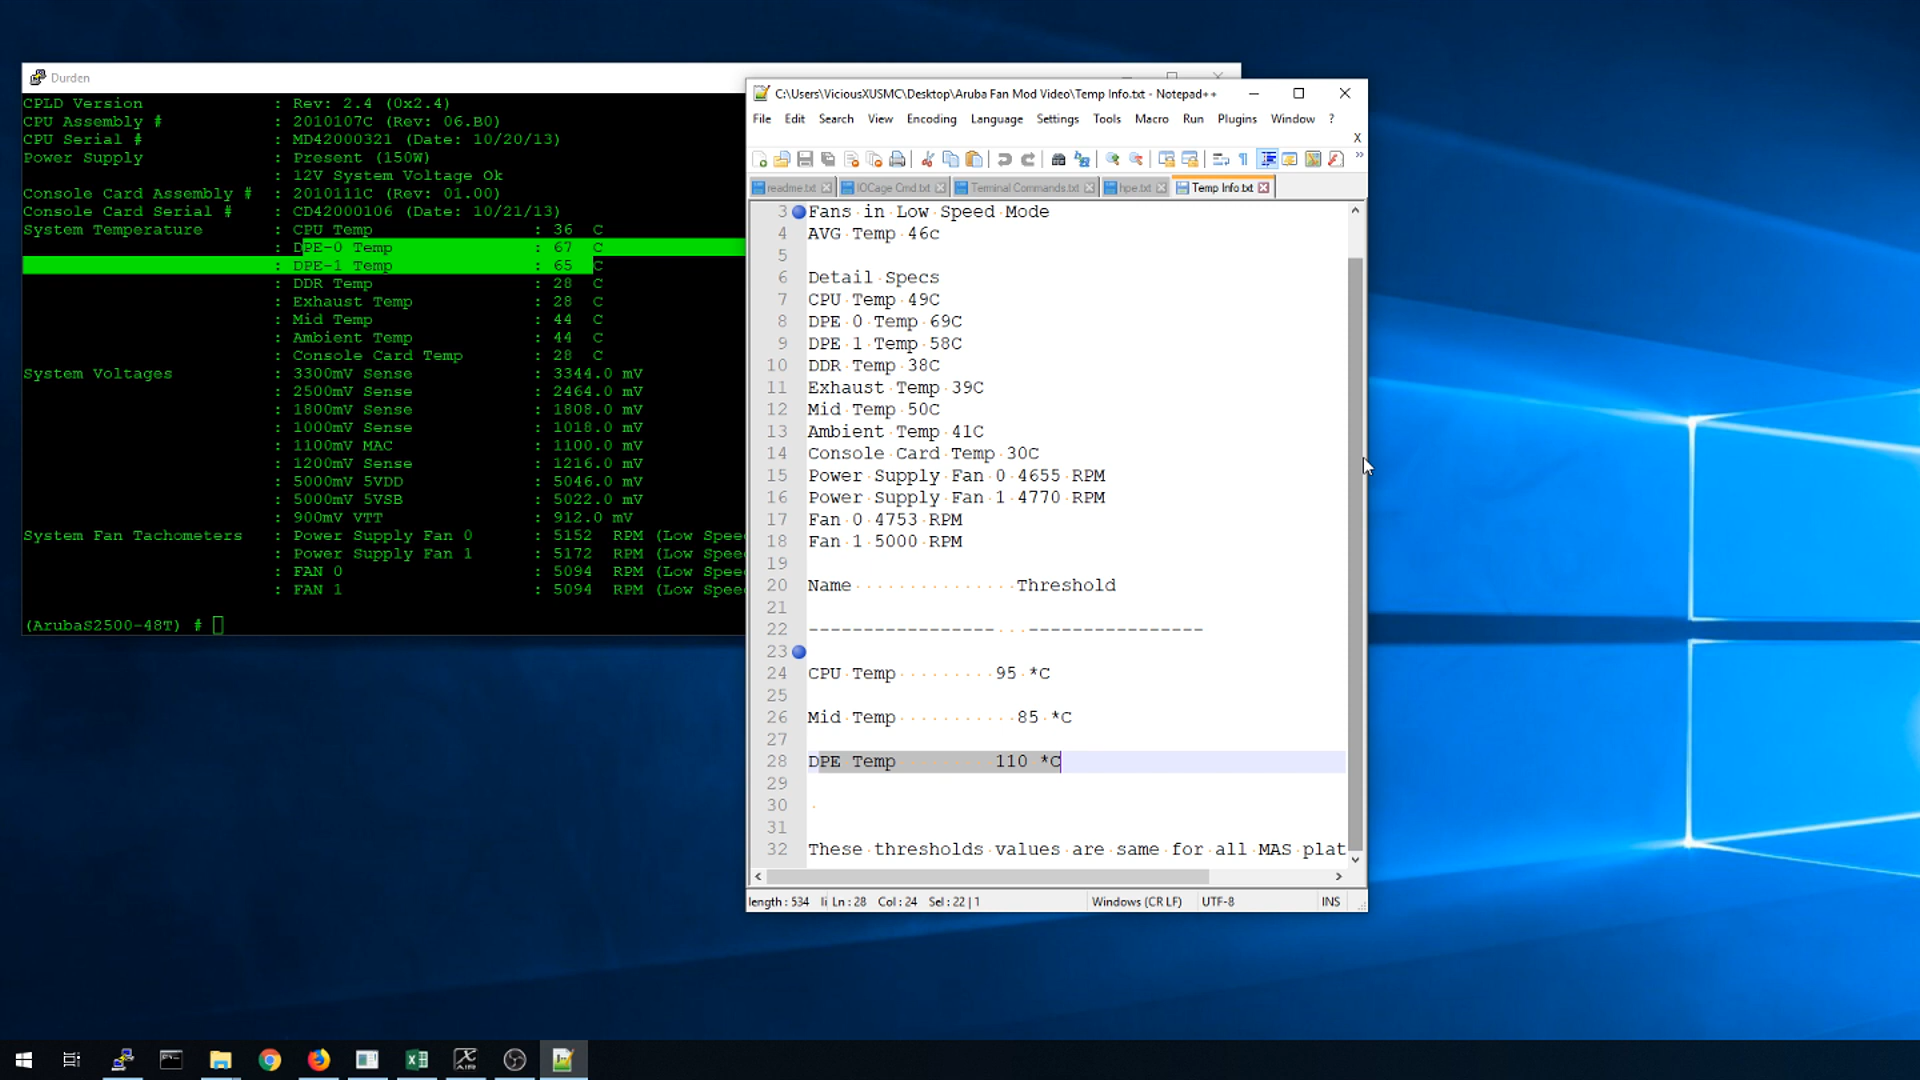 Durden
CPLD Version : Rev: 2.4 (0x2.4)
CPU Assembly # : 2010107C (Rev: 06.B0)
CPU Serial # : MD42000321 (Date: 10/20/13)
Power Supply : Present (150W)
: 12V System Voltage Ok
Console Card Assembly # : 2010111C (Rev: 01.00)
Console Card Serial # : CD42000106 (Date: 10/21/13)
System Temperature : CPU Temp : 36 C
: DPE-0 Temp : 67 C
: DPE-1 Temp : 65 C
: DDR Temp : 28 C
: Exhaust Temp : 28 C
: Mid Temp : 44 C
: Ambient Temp : 44 C
: Console Card Temp : 28 C
System Voltages : 3300mV Sense : 3344.0 mV
: 2500mV Sense : 2464.0 mV
: 1800mV Sense : 1808.0 mV
: 1000mV Sense : 1018.0 mV
: 1100mV MAC : 1100.0 mV
: 1200mV Sense : 1216.0 mV
: 5000mV 5VDD : 5046.0 mV
: 5000mV 5VSB : 5022.0 mV
: 900mV VTT : 912.0 mV
System Fan Tachometers : Power Supply Fan 0 : 5152 RPM (Low Spee
: Power Supply Fan 1 : 5172 RPM (Low Spee
: FAN 0 : 5094 RPM (Low Spee
: FAN 1 : 5094 RPM (Low Spee
(ArubaS2500-48T) #
C:\Users\ViciousXUSMC\Desktop\Aruba Fan Mod Video\Temp Info.txt - Notepad++
File Edit Search View Encoding Language Settings Tools Macro Run Plugins Window ?
X
readme.txt IOCage Cmd.txt Terminal Commands.txt hpe.txt Temp Info.txt
3 Fans in Low Speed Mode
4 AVG Temp 46c
5
6 Detail Specs
7 CPU Temp 49C
8 DPE 0 Temp 69C
9 DPE 1 Temp 58C
10 DDR Temp 38C
11 Exhaust Temp 39C
12 Mid Temp 50C
13 Ambient Temp 41C
14 Console Card Temp 30C
15 Power Supply Fan 0 4655 RPM
16 Power Supply Fan 1 4770 RPM
17 Fan 0 4753 RPM
18 Fan 1 5000 RPM
19
20 Name Threshold
21
22 ----------------- ----------------
23
24 CPU Temp 95 *C
25
26 Mid Temp 85 *C
27
28 DPE Temp 110 *C
29
30
31
32 These thresholds values are same for all MAS plat
length : 534 li Ln : 28 Col : 24 Sel : 22 | 1 Windows (CR LF) UTF-8 INS
AIR